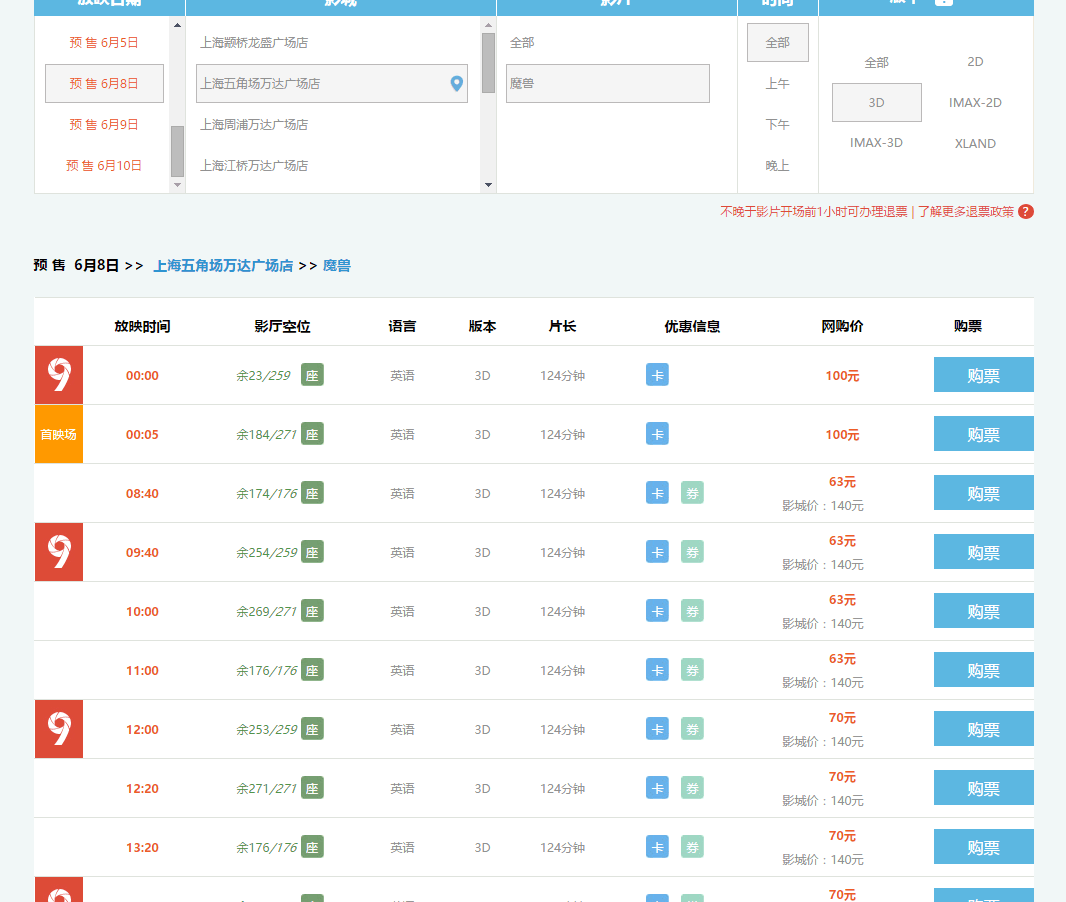 放映日期 影城 影片 时间 版本
预 售 6月5日 上海颛桥龙盛广场店 全部 全部 全部 2D
预 售 6月8日 上海五角场万达广场店 魔兽 上午 3D IMAX-2D
预 售 6月9日 上海周浦万达广场店 下午 IMAX-3D XLAND
预 售 6月10日 上海江桥万达广场店 晚上
不晚于影片开场前1小时可办理退票 | 了解更多退票政策 ?
预 售 6月8日 >> 上海五角场万达广场店 >> 魔兽
放映时间 影厅空位 语言 版本 片长 优惠信息 网购价 购票
9 00:00 余23/259 座 英语 3D 124分钟 卡 100元 购票
首映场 00:05 余184/271 座 英语 3D 124分钟 卡 100元 购票
08:40 余174/176 座 英语 3D 124分钟 卡 券 63元 购票
影城价：140元
9 09:40 余254/259 座 英语 3D 124分钟 卡 券 63元 购票
影城价：140元
10:00 余269/271 座 英语 3D 124分钟 卡 券 63元 购票
影城价：140元
11:00 余176/176 座 英语 3D 124分钟 卡 券 63元 购票
影城价：140元
9 12:00 余253/259 座 英语 3D 124分钟 卡 券 70元 购票
影城价：140元
12:20 余271/271 座 英语 3D 124分钟 卡 券 70元 购票
影城价：140元
13:20 余176/176 座 英语 3D 124分钟 卡 券 70元 购票
影城价：140元
70元